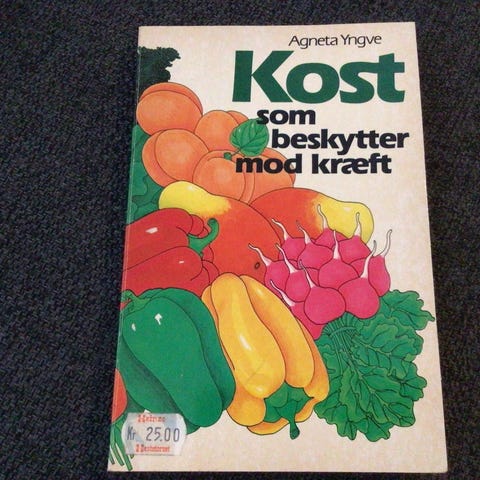 Agneta Yngve
Kost
som
beskytter
mod kræft
Kr. 25.00